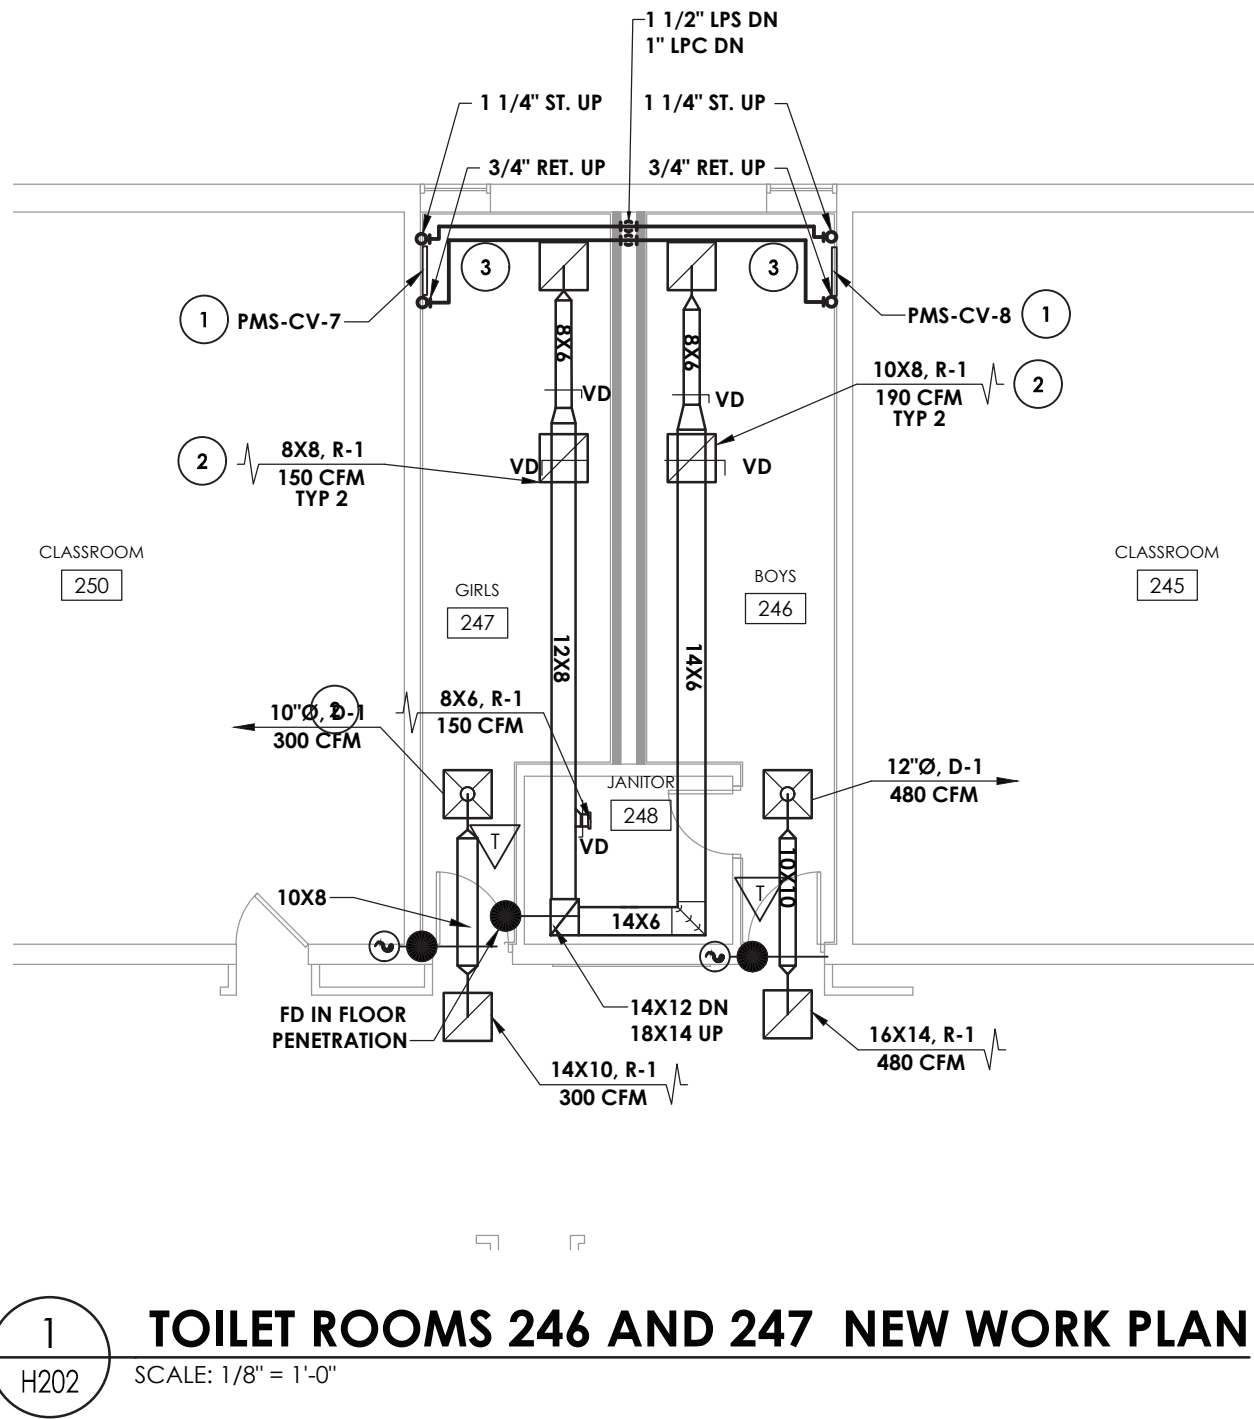 1 1/2" LPS DN
1" LPC DN
1 1/4" ST. UP
1 1/4" ST. UP
3/4" RET. UP
3/4" RET. UP
3
3
1
PMS-CV-7
PMS-CV-8
1
8X6
8X6
10X8, R-1
190 CFM
TYP 2
2
VD
VD
2
8X8, R-1
150 CFM
TYP 2
VD
VD
CLASSROOM
250
GIRLS
247
BOYS
246
CLASSROOM
245
12X8
14X6
2
10"Ø, D-1
300 CFM
8X6, R-1
150 CFM
JANITOR
248
12"Ø, D-1
480 CFM
VD
T
T
10X10
10X8
14X6
FD IN FLOOR
PENETRATION
14X12 DN
18X14 UP
16X14, R-1
480 CFM
14X10, R-1
300 CFM
1
H202
TOILET ROOMS 246 AND 247 NEW WORK PLAN
SCALE: 1/8" = 1'-0"